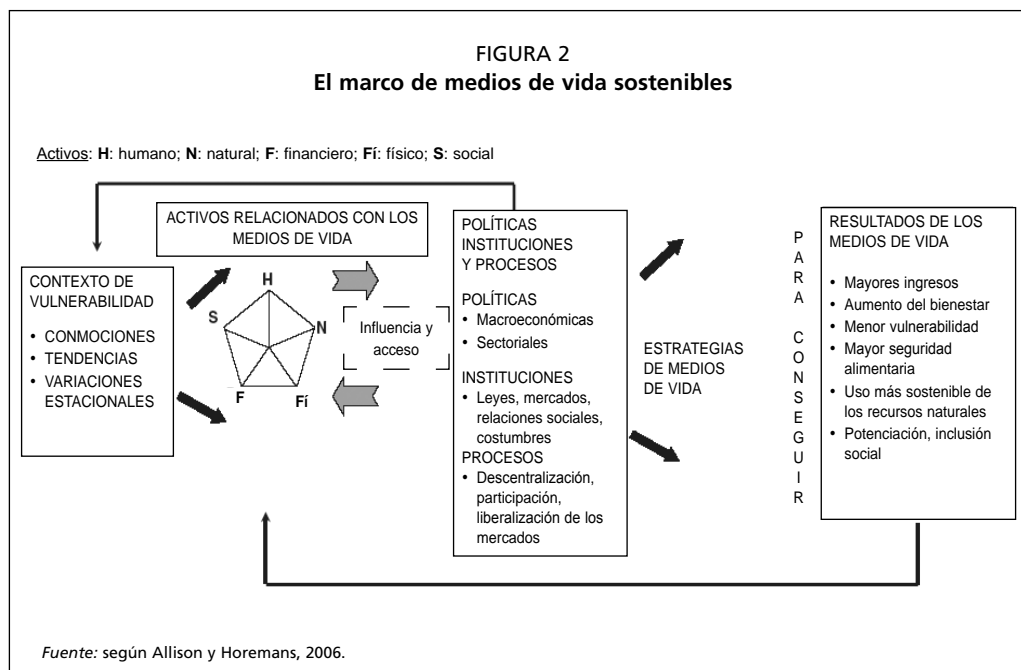 FIGURA 2
El marco de medios de vida sostenibles
Activos: H: humano; N: natural; F: financiero; Fí: físico; S: social
ACTIVOS RELACIONADOS CON LOS
MEDIOS DE VIDA
CONTEXTO DE
VULNERABILIDAD
• CONMOCIONES
• TENDENCIAS
• VARIACIONES
ESTACIONALES
H
S
N
F
Fí
Influencia y
acceso
POLÍTICAS
INSTITUCIONES
Y PROCESOS
POLÍTICAS
• Macroeconómicas
• Sectoriales
INSTITUCIONES
• Leyes, mercados,
relaciones sociales,
costumbres
PROCESOS
• Descentralización,
participación,
liberalización de los
mercados
ESTRATEGIAS
DE MEDIOS
DE VIDA
PARA CONSEGUIR
RESULTADOS DE LOS
MEDIOS DE VIDA
• Mayores ingresos
• Aumento del bienestar
• Menor vulnerabilidad
• Mayor seguridad
alimentaria
• Uso más sostenible de
los recursos naturales
• Potenciación, inclusión
social
Fuente: según Allison y Horemans, 2006.